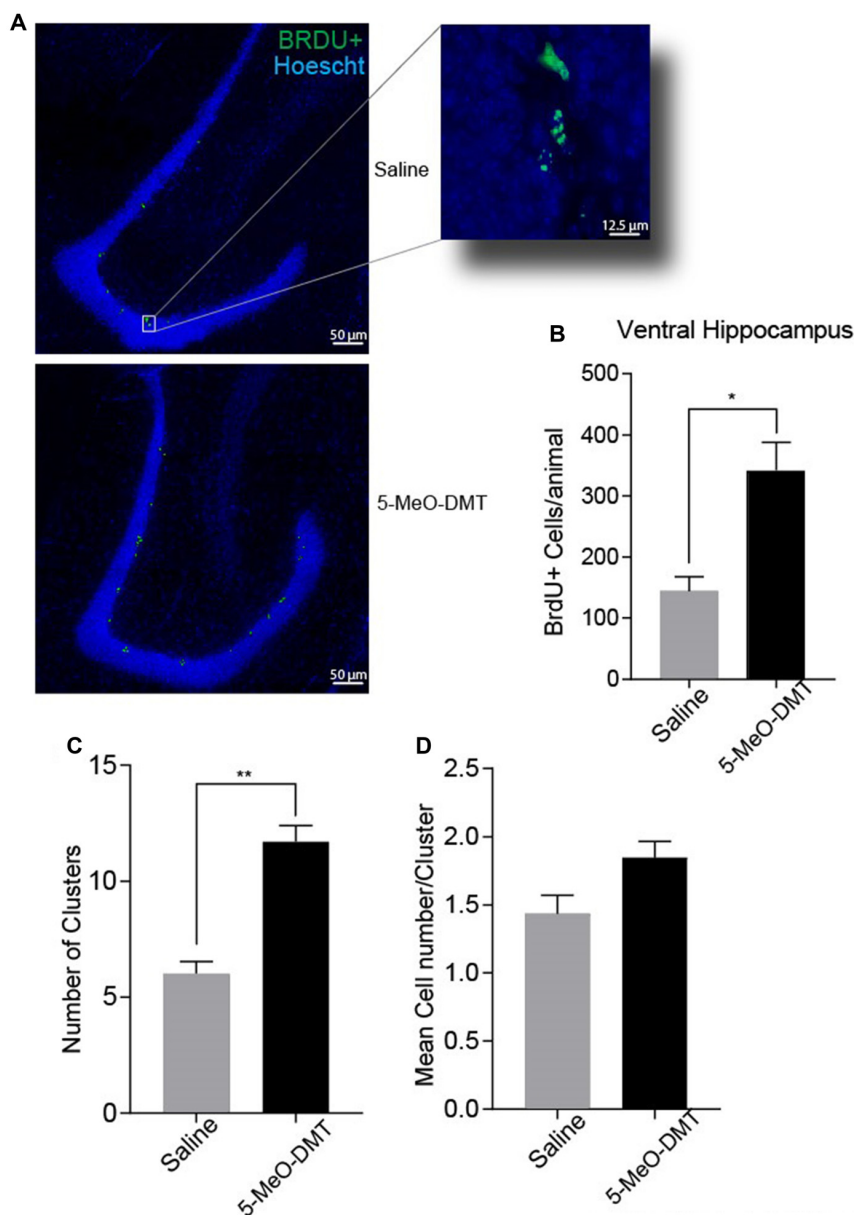 A
BRDU+
Hoescht
Saline
12.5 µm
50 µm
5-MeO-DMT
50 µm
B
Ventral Hippocampus
BrdU+ Cells/animal
500
400
300
200
100
0
*
Saline
5-MeO-DMT
C
Number of Clusters
15
10
5
0
**
Saline
5-MeO-DMT
D
Mean Cell number/Cluster
2.5
2.0
1.5
1.0
0.5
0.0
Saline
5-MeO-DMT